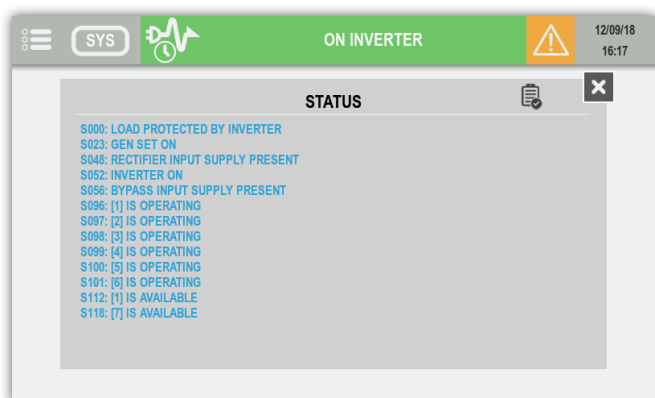 SYS
ON INVERTER
12/09/18
16:17
STATUS
S000: LOAD PROTECTED BY INVERTER
S023: GEN SET ON
S048: RECTIFIER INPUT SUPPLY PRESENT
S052: INVERTER ON
S056: BYPASS INPUT SUPPLY PRESENT
S096: [1] IS OPERATING
S097: [2] IS OPERATING
S098: [3] IS OPERATING
S099: [4] IS OPERATING
S100: [5] IS OPERATING
S101: [6] IS OPERATING
S112: [1] IS AVAILABLE
S118: [7] IS AVAILABLE